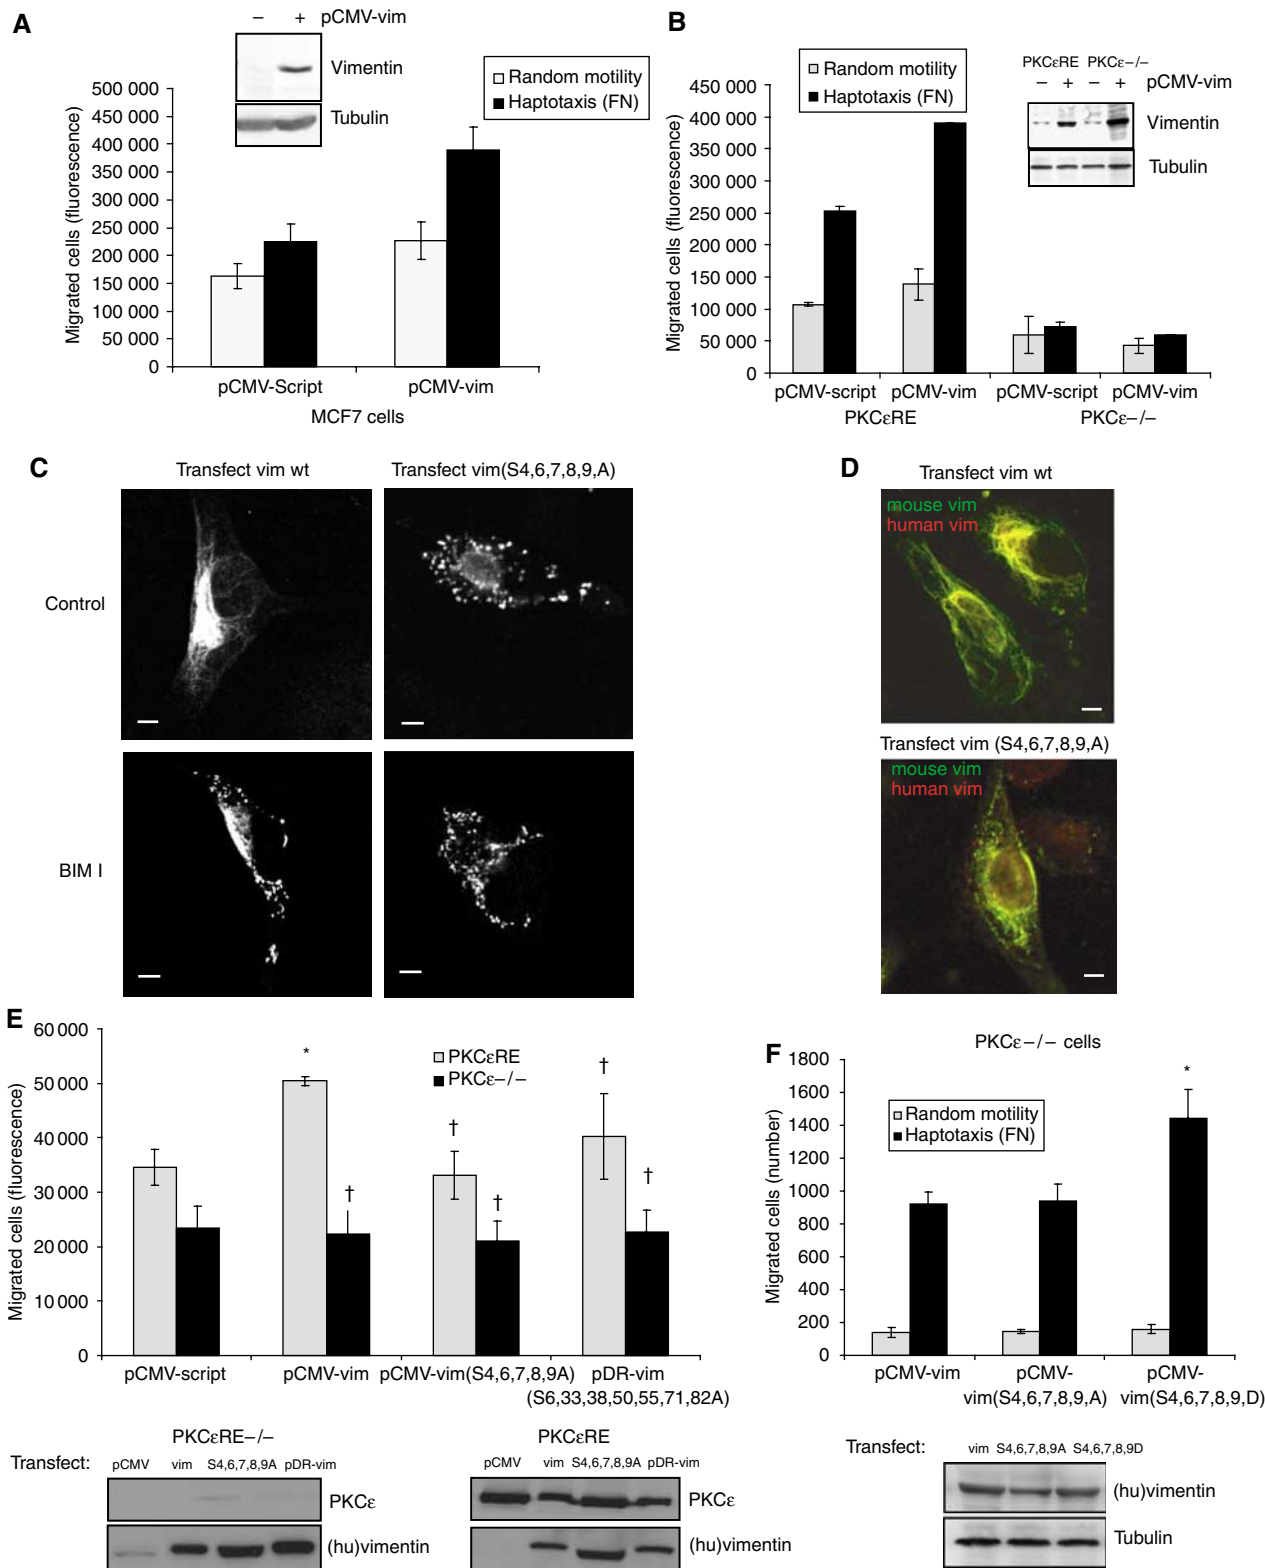 A
− + pCMV-vim
Vimentin
Tubulin
Random motility
Haptotaxis (FN)
500 000
450 000
400 000
350 000
300 000
250 000
200 000
150 000
100 000
50 000
0
Migrated cells (fluorescence)
pCMV-Script pCMV-vim
MCF7 cells
B
Random motility
Haptotaxis (FN)
PKCεRE PKCε−/−
− + − + pCMV-vim
Vimentin
Tubulin
450 000
400 000
350 000
300 000
250 000
200 000
150 000
100 000
50 000
0
Migrated cells (fluorescence)
pCMV-script pCMV-vim pCMV-script pCMV-vim
PKCεRE PKCε−/−
C
Transfect vim wt Transfect vim(S4,6,7,8,9,A)
Control
BIM I
D
Transfect vim wt
mouse vim
human vim
Transfect vim (S4,6,7,8,9,A)
mouse vim
human vim
E
60 000
50 000
40 000
30 000
20 000
10 000
0
Migrated cells (fluorescence)
PKCεRE
PKCε−/−
*
†
†
†
†
†
pCMV-script pCMV-vim pCMV-vim(S4,6,7,8,9A) pDR-vim
(S6,33,38,50,55,71,82A)
PKCεRE−/−
Transfect: pCMV vim S4,6,7,8,9A pDR-vim
PKCε
(hu)vimentin
PKCεRE
pCMV vim S4,6,7,8,9A pDR-vim
PKCε
(hu)vimentin
F
PKCε−/− cells
Random motility
Haptotaxis (FN)
*
1800
1600
1400
1200
1000
800
600
400
200
0
Migrated cells (number)
pCMV-vim pCMV- pCMV-
vim(S4,6,7,8,9,A) vim(S4,6,7,8,9,D)
Transfect: vim S4,6,7,8,9A S4,6,7,8,9D
(hu)vimentin
Tubulin